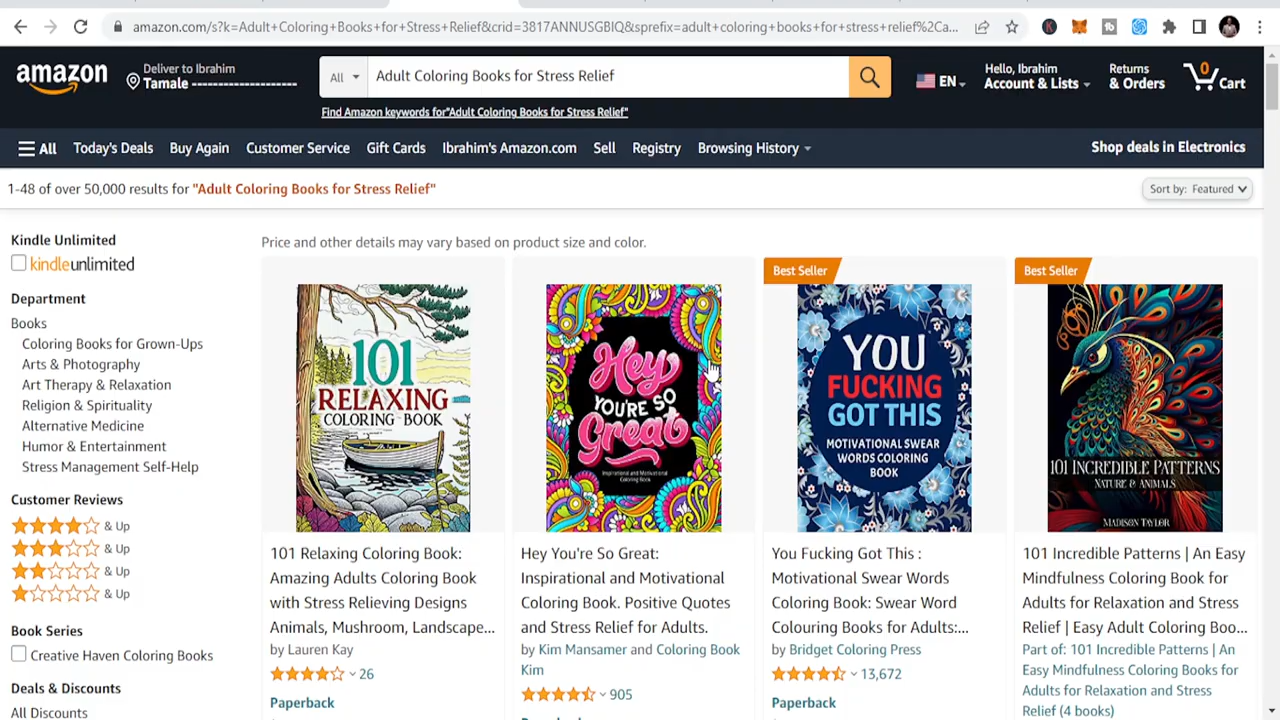 amazon.com/s?k=Adult+Coloring+Books+for+Stress+Relief&crid=3817ANNUSGBIQ&sprefix=adult+coloring+books+for+stress+relief%2Ca...
amazon
Deliver to Ibrahim
Tamale
All
Adult Coloring Books for Stress Relief
Find Amazon keywords for"Adult Coloring Books for Stress Relief"
EN
Hello, Ibrahim
Account & Lists
Returns
& Orders
0
Cart
All
Today's Deals
Buy Again
Customer Service
Gift Cards
Ibrahim's Amazon.com
Sell
Registry
Browsing History
Shop deals in Electronics
1-48 of over 50,000 results for "Adult Coloring Books for Stress Relief"
Sort by: Featured
Kindle Unlimited
kindleunlimited
Department
Books
Coloring Books for Grown-Ups
Arts & Photography
Art Therapy & Relaxation
Religion & Spirituality
Alternative Medicine
Humor & Entertainment
Stress Management Self-Help
Customer Reviews
& Up
& Up
& Up
& Up
Book Series
Creative Haven Coloring Books
Deals & Discounts
All Discounts
Price and other details may vary based on product size and color.
101
RELAXING
COLORING BOOK
101 Relaxing Coloring Book:
Amazing Adults Coloring Book
with Stress Relieving Designs
Animals, Mushroom, Landscape...
by Lauren Kay
26
Paperback
Hey
YOU'RE SO
Great
Inspirational and Motivational
Coloring Book
Hey You're So Great:
Inspirational and Motivational
Coloring Book. Positive Quotes
and Stress Relief for Adults.
by Kim Mansamer and Coloring Book
Kim
905
Best Seller
YOU
FUCKING
GOT THIS
MOTIVATIONAL SWEAR
WORDS COLORING
BOOK
You Fucking Got This :
Motivational Swear Words
Coloring Book: Swear Word
Colouring Books for Adults:...
by Bridget Coloring Press
13,672
Paperback
Best Seller
101 INCREDIBLE PATTERNS
NATURE & ANIMALS
MADISON TAYLOR
101 Incredible Patterns | An Easy
Mindfulness Coloring Book for
Adults for Relaxation and Stress
Relief | Easy Adult Coloring Boo...
Part of: 101 Incredible Patterns | An
Easy Mindfulness Coloring Books for
Adults for Relaxation and Stress
Relief (4 books)